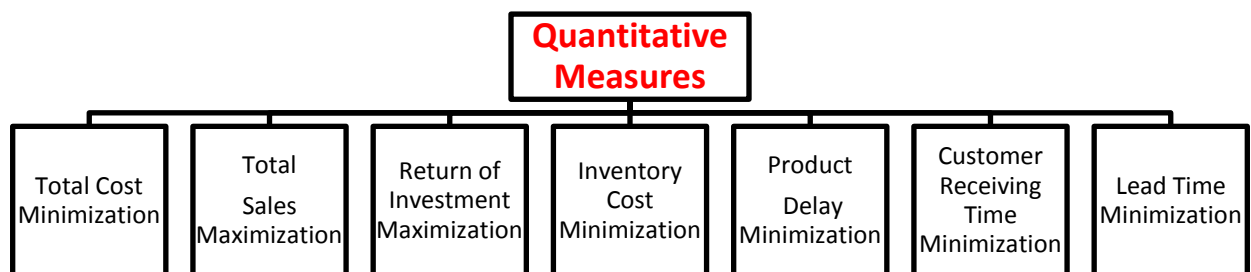 Quantitative
Measures
Total Cost
Minimization
Total
Sales
Maximization
Return of
Investment
Maximization
Inventory
Cost
Minimization
Product
Delay
Minimization
Customer
Receiving
Time
Minimization
Lead Time
Minimization